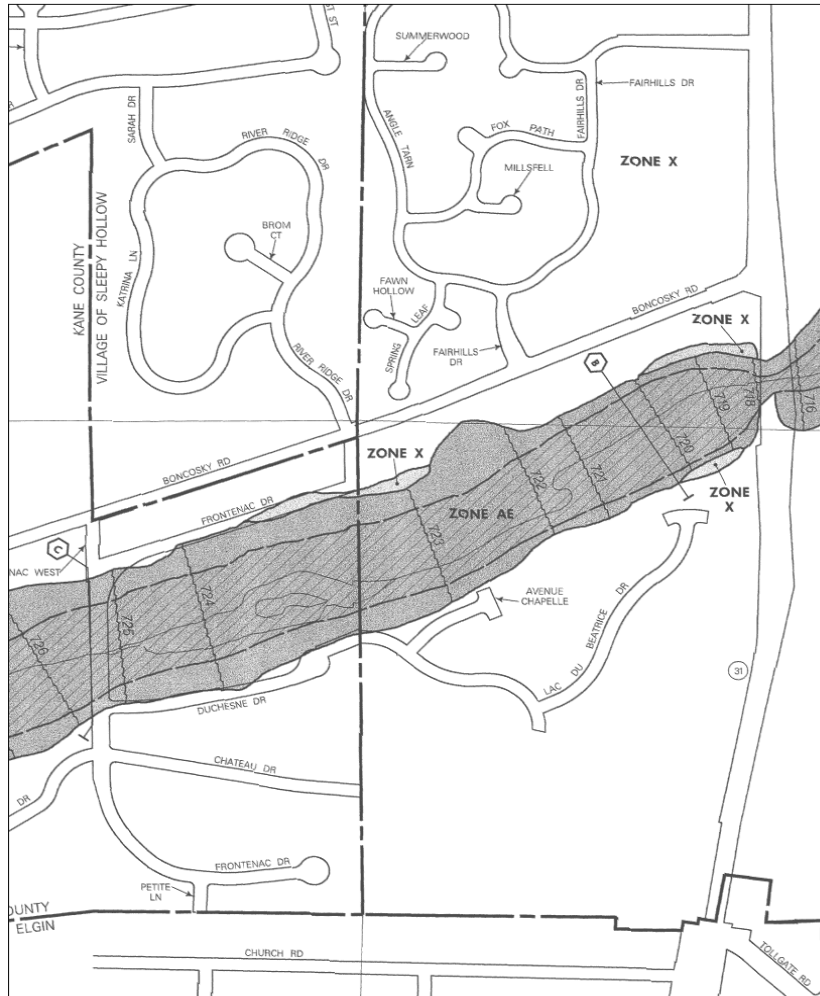 ST ST
SUMMERWOOD
SARAH DR
RIVER RIDGE DR
ANGLE TARN
FAIRHILLS DR
FAIRHILLS DR
FOX PATH
ZONE X
MILLSFELL
KANE COUNTY
VILLAGE OF SLEEPY HOLLOW
BROM
CT
KATRINA LN
FAWN
HOLLOW
SPRING LEAF
BONCOSKY RD
ZONE X
FAIRHILLS
DR
RIVER RIDGE DR
B
718
716
719
720
BONCOSKY RD
ZONE X
722
721
ZONE
X
FRONTENAC DR
ZONE AE
723
C
NAC WEST
724
AVENUE
CHAPELLE
725
726
LAC DU BEATRICE DR
DUCHESNE DR
31
CHATEAU DR
DR
FRONTENAC DR
PETITE
LN
OUNTY
ELGIN
CHURCH RD
TOLLGATE RD